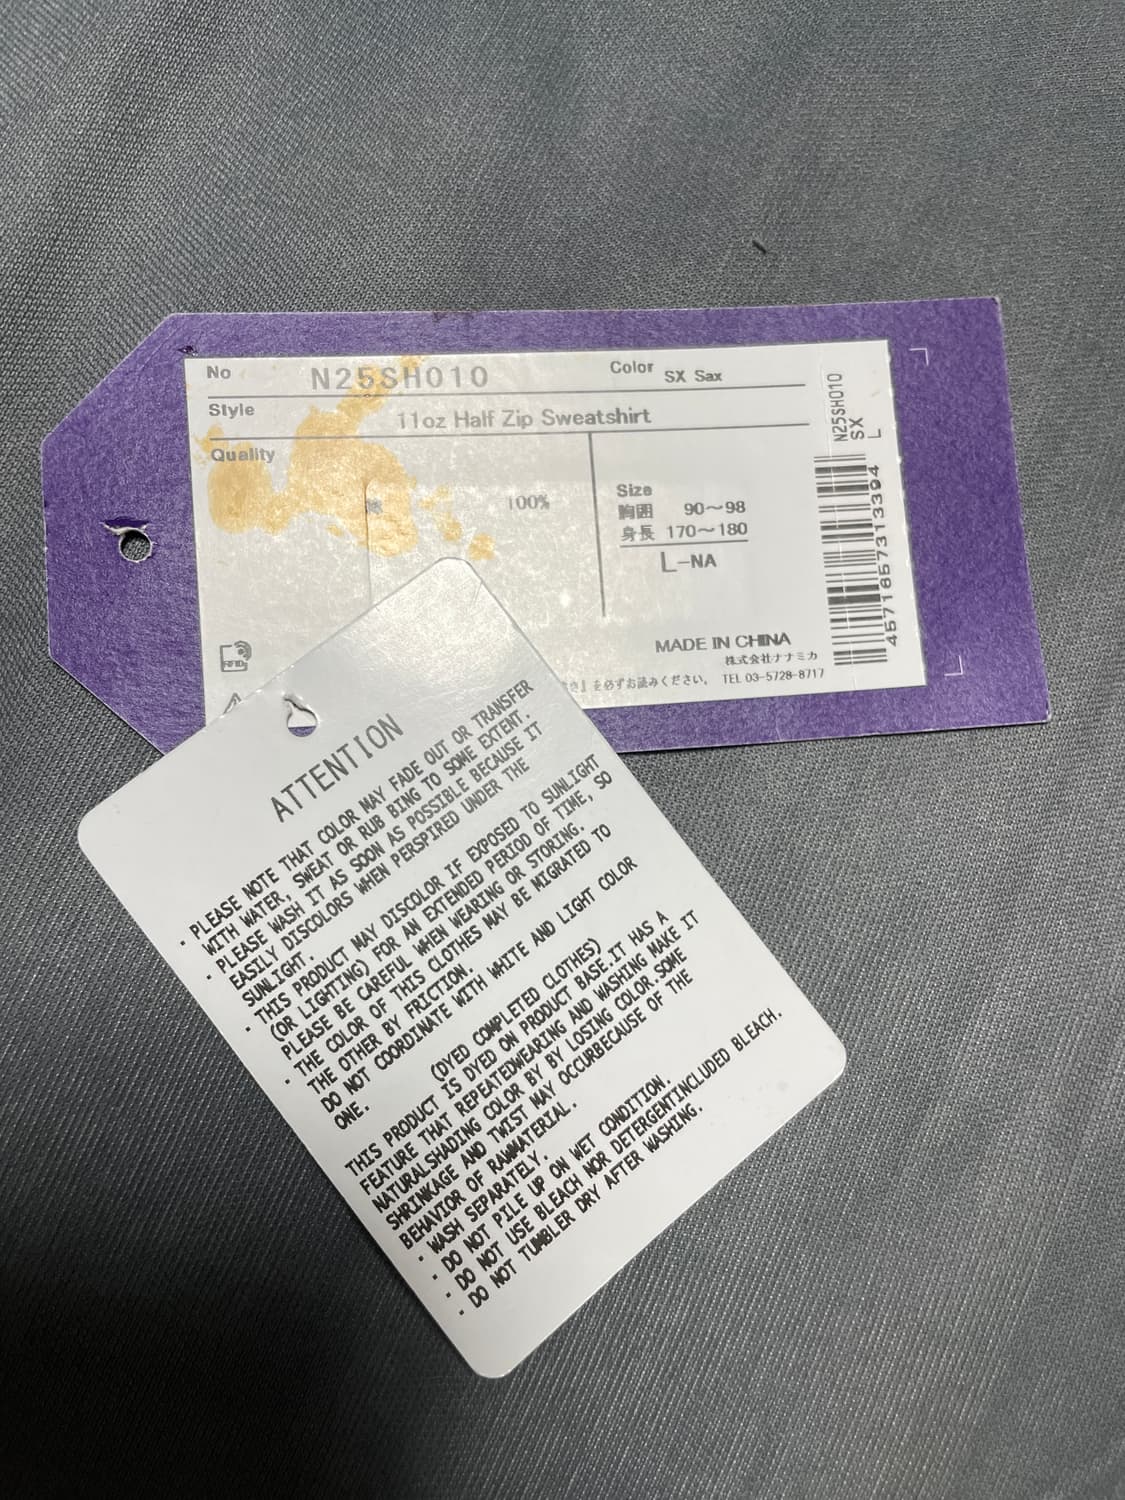 No N25SH010 Color SX Sax
Style 11oz Half Zip Sweatshirt
Quality
100%
Size
胸囲 90〜98
身長 170〜180
L-NA
RFID
MADE IN CHINA
株式会社ナナミカ
』を必ずお読みください。 TEL 03-5728-8717
N25SH010
SX
L
4571857313394
ATTENTION
・PLEASE NOTE THAT COLOR MAY FADE OUT OR TRANSFER
WITH WATER, SWEAT OR RUB BING TO SOME EXTENT.
・PLEASE WASH IT AS SOON AS POSSIBLE BECAUSE IT
EASILY DISCOLORS WHEN PERSPIRED UNDER THE
SUNLIGHT.
・THIS PRODUCT MAY DISCOLOR IF EXPOSED TO SUNLIGHT
(OR LIGHTING) FOR AN EXTENDED PERIOD OF TIME, SO
PLEASE BE CAREFUL WHEN WEARING OR STORING.
・THE COLOR OF THIS CLOTHES MAY BE MIGRATED TO
THE OTHER BY FRICTION.
DO NOT COORDINATE WITH WHITE AND LIGHT COLOR
ONE.
(DYED COMPLETED CLOTHES)
THIS PRODUCT IS DYED ON PRODUCT BASE.IT HAS A
FEATURE THAT REPEATEDWEARING AND WASHING MAKE IT
NATURALSHADING COLOR BY BY LOSING COLOR.SOME
SHRINKAGE AND TWIST MAY OCCURBECAUSE OF THE
BEHAVIOR OF RAWMATERIAL.
・WASH SEPARATELY.
・DO NOT PILE UP ON WET CONDITION.
・DO NOT USE BLEACH NOR DETERGENTINCLUDED BLEACH.
・DO NOT TUMBLER DRY AFTER WASHING.